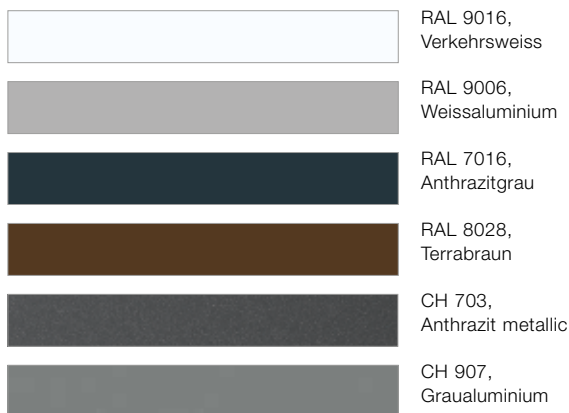 RAL 9016,
Verkehrsweiss
RAL 9006,
Weissaluminium
RAL 7016,
Anthrazitgrau
RAL 8028,
Terrabraun
CH 703,
Anthrazit metallic
CH 907,
Graualuminium